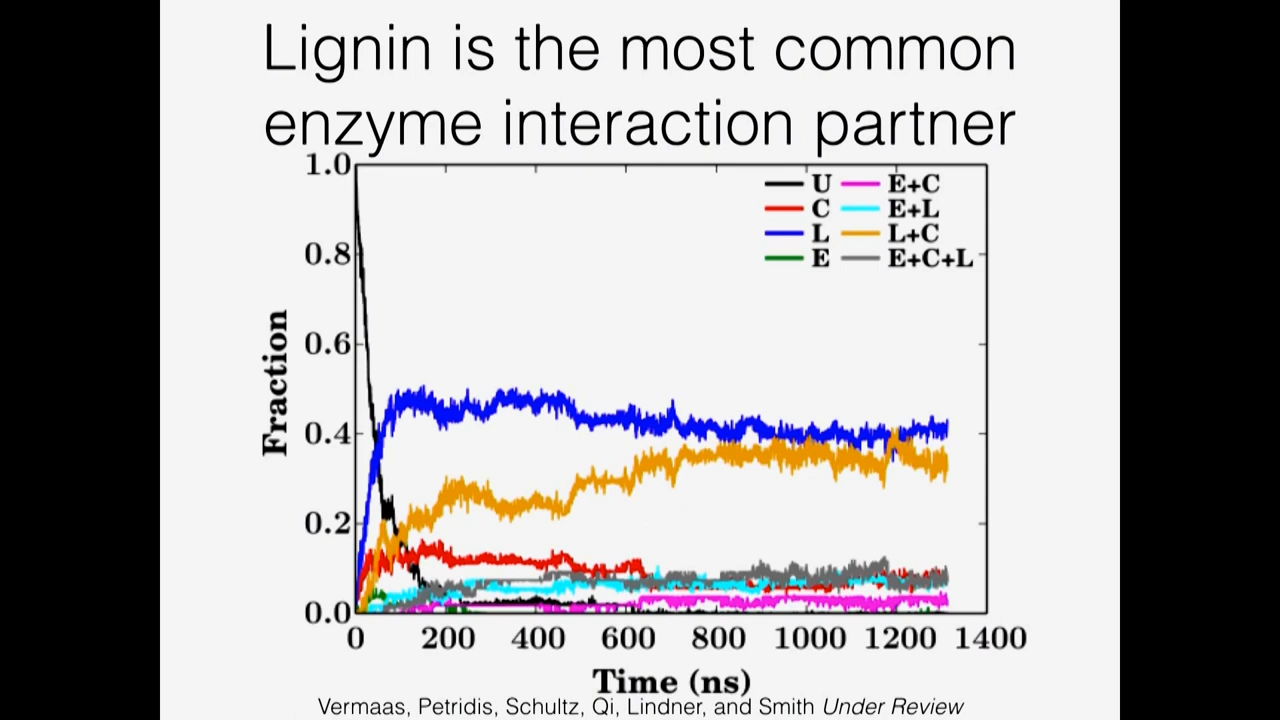 Lignin is the most common
enzyme interaction partner
1.0
0.8
0.6
0.4
0.2
0.0
Fraction
U E+C
C E+L
L L+C
E E+C+L
0 200 400 600 800 1000 1200 1400
Time (ns)
Vermaas, Petridis, Schultz, Qi, Lindner, and Smith Under Review